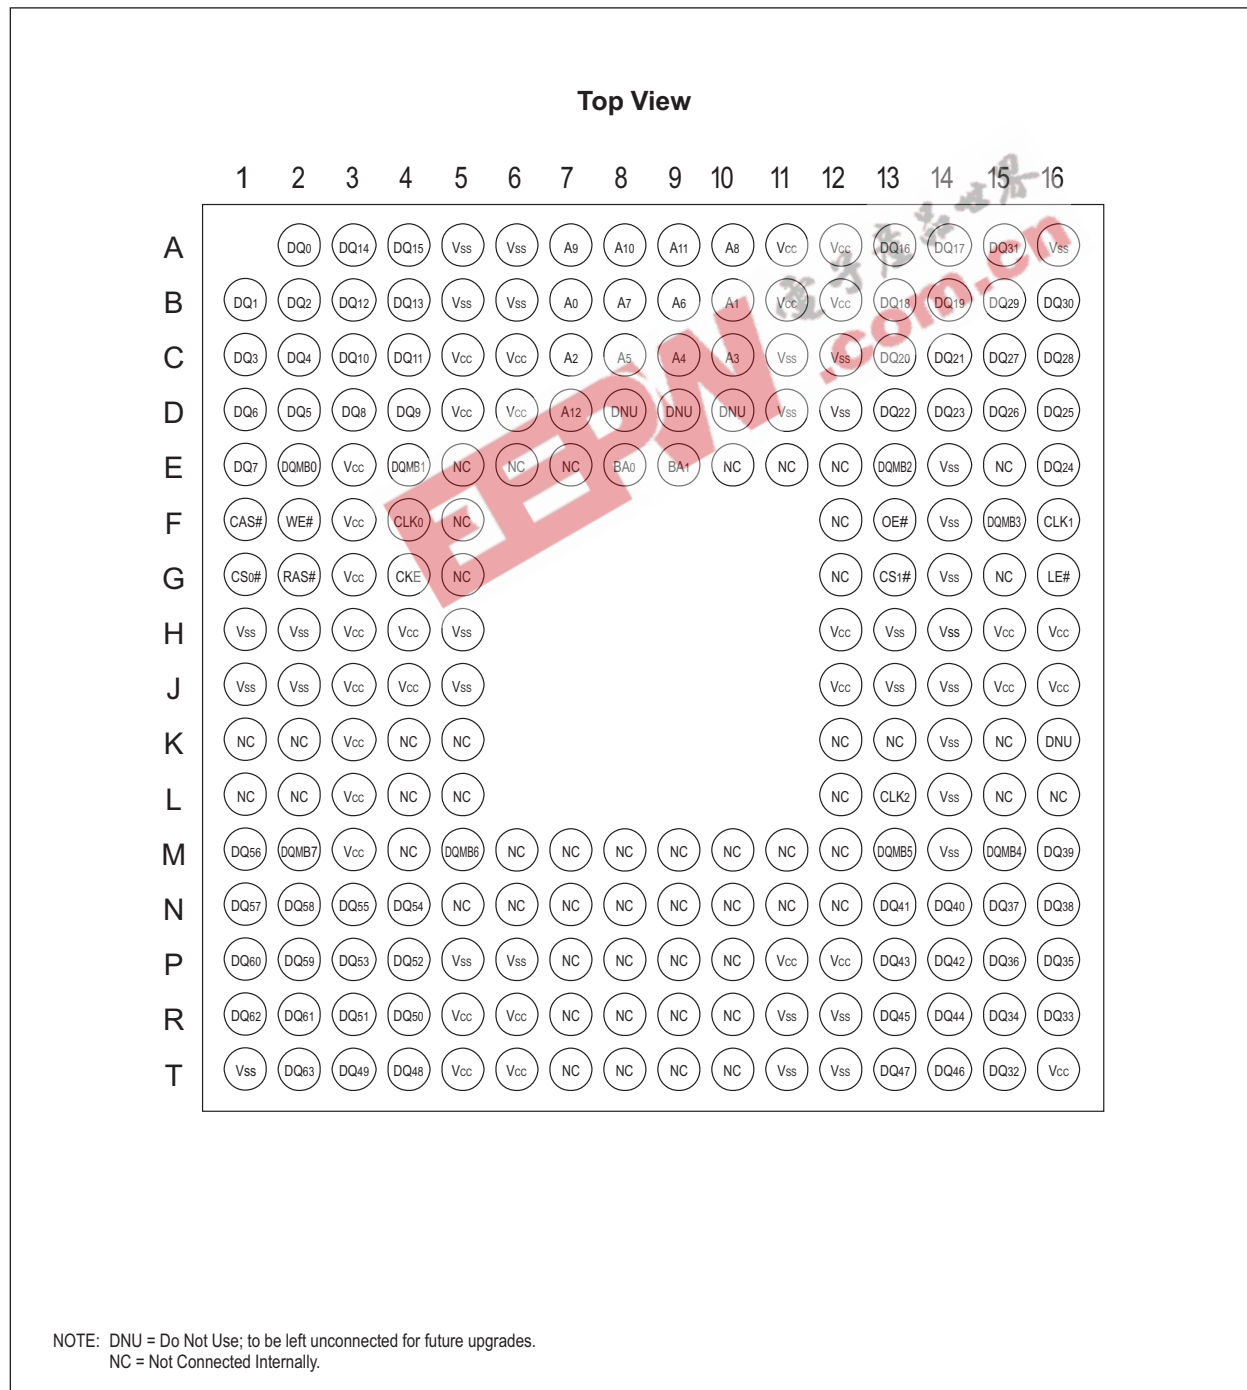 Top View
1 2 3 4 5 6 7 8 9 10 11 12 13 14 15 16
A DQ0 DQ14 DQ15 Vss Vss A9 A10 A11 A8 Vcc Vcc DQ16 DQ17 DQ31 Vss
B DQ1 DQ2 DQ12 DQ13 Vss Vss A0 A7 A6 A1 Vcc Vcc DQ18 DQ19 DQ29 DQ30
C DQ3 DQ4 DQ10 DQ11 Vcc Vcc A2 A5 A4 A3 Vss Vss DQ20 DQ21 DQ27 DQ28
D DQ6 DQ5 DQ8 DQ9 Vcc Vcc A12 DNU DNU DNU Vss Vss DQ22 DQ23 DQ26 DQ25
E DQ7 DQMB0 Vcc DQMB1 NC NC NC BA0 BA1 NC NC NC DQMB2 Vss NC DQ24
F CAS# WE# Vcc CLK0 NC NC OE# Vss DQMB3 CLK1
G CS0# RAS# Vcc CKE NC NC CS1# Vss NC LE#
H Vss Vss Vcc Vcc Vss Vcc Vss Vss Vcc Vcc
J Vss Vss Vcc Vcc Vss Vcc Vss Vss Vcc Vcc
K NC NC Vcc NC NC NC NC Vss NC DNU
L NC NC Vcc NC NC NC CLK2 Vss NC NC
M DQ56 DQMB7 Vcc NC DQMB6 NC NC NC NC NC NC NC DQMB5 Vss DQMB4 DQ39
N DQ57 DQ58 DQ55 DQ54 NC NC NC NC NC NC NC NC DQ41 DQ40 DQ37 DQ38
P DQ60 DQ59 DQ53 DQ52 Vss Vss NC NC NC NC Vcc Vcc DQ43 DQ42 DQ36 DQ35
R DQ62 DQ61 DQ51 DQ50 Vcc Vcc NC NC NC NC Vss Vss DQ45 DQ44 DQ34 DQ33
T Vss DQ63 DQ49 DQ48 Vcc Vcc NC NC NC NC Vss Vss DQ47 DQ46 DQ32 Vcc
EEPW.com.cn
电子产品世界
NOTE: DNU = Do Not Use; to be left unconnected for future upgrades.
NC = Not Connected Internally.